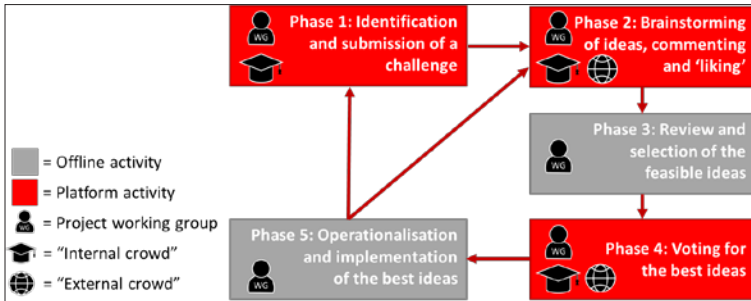 Phase 1: Identification
and submission of a
challenge
WG
Phase 2: Brainstorming
of ideas, commenting
and ‘liking’
WG
Phase 3: Review and
selection of the
feasible ideas
WG
Phase 4: Voting for
the best ideas
WG
Phase 5: Operationalisation
and implementation
of the best ideas
WG
= Offline activity
= Platform activity
WG
= Project working group
= “Internal crowd”
= “External crowd”